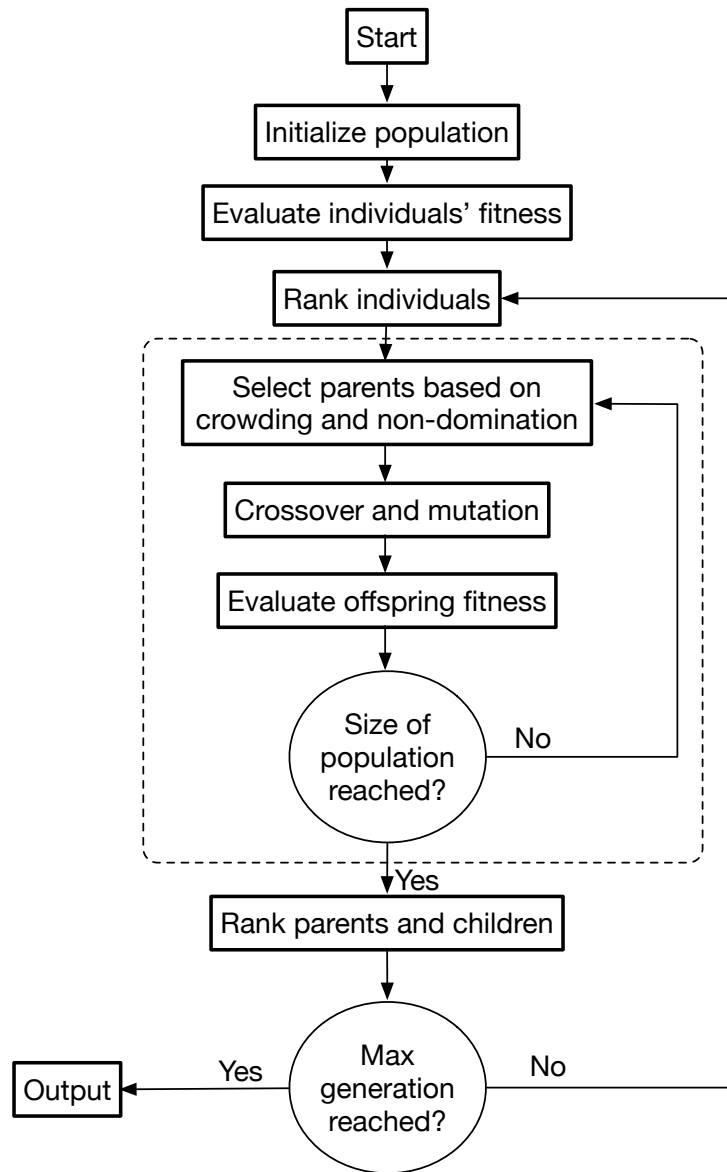 Start
Initialize population
Evaluate individuals’ fitness
Rank individuals
Select parents based on
crowding and non-domination
Crossover and mutation
Evaluate offspring fitness
Size of
population
reached?
No
Yes
Rank parents and children
Max
generation
reached?
Yes
No
Output